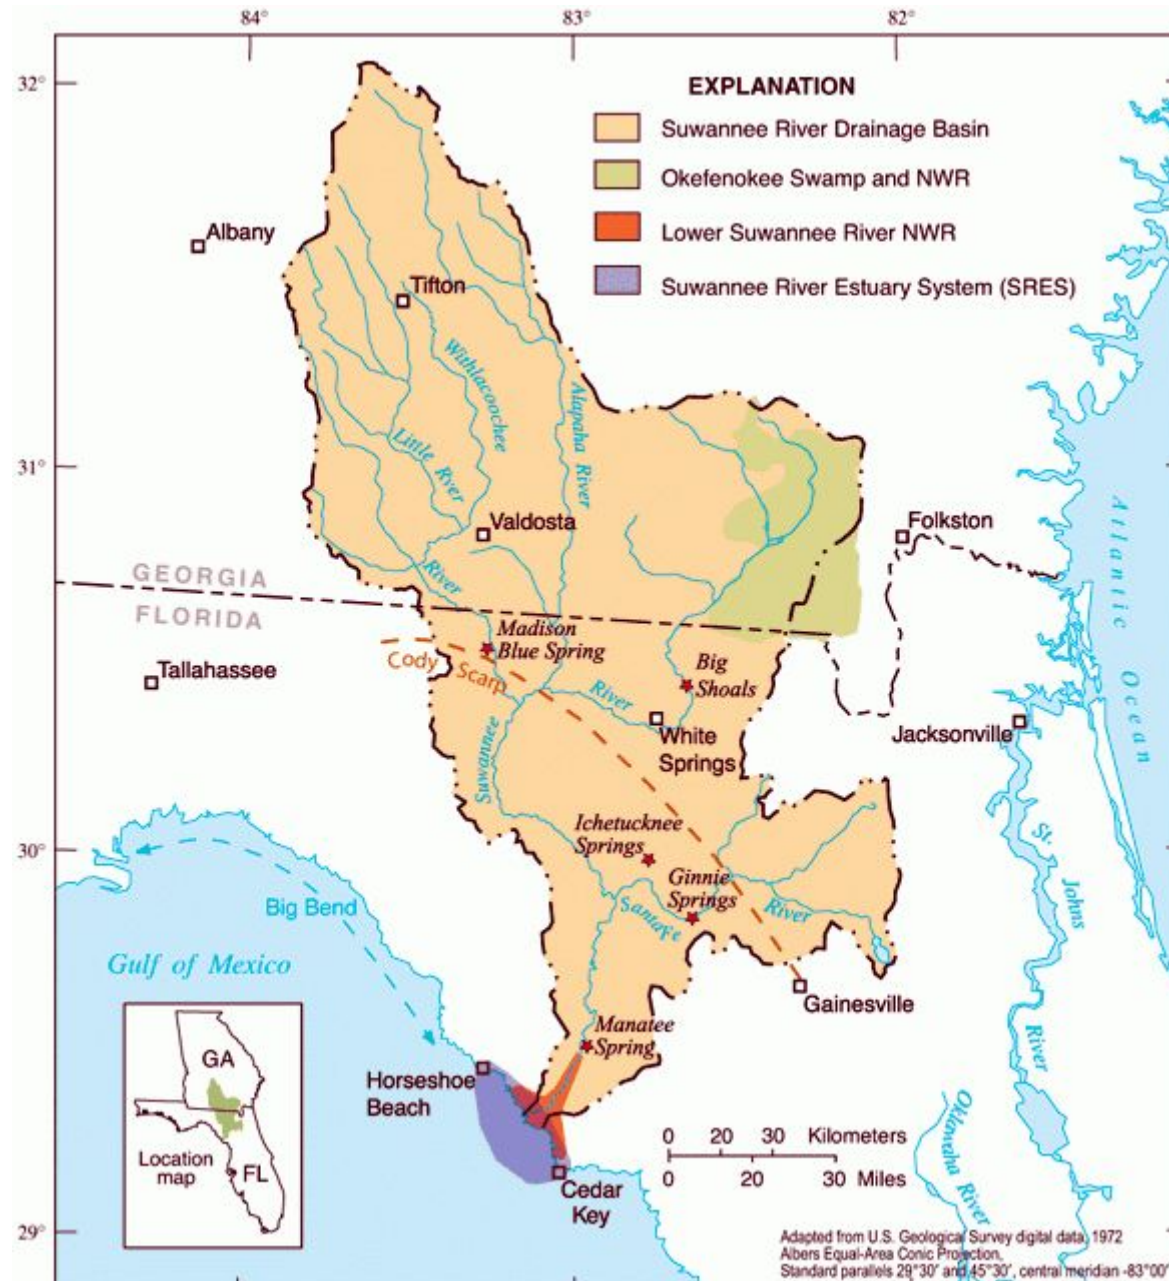 84°
83°
82°
32°
EXPLANATION
Suwannee River Drainage Basin
Okefenokee Swamp and NWR
Lower Suwannee River NWR
Suwannee River Estuary System (SRES)
Albany
Tifton
Withlacoochee
Alapaha River
Little Rver
31°
Valdosta
Folkston
Atlantic Ocean
River
GEORGIA
FLORIDA
Madison
Blue Spring
Tallahassee
Cody Scarp
Big
Shoals
River
White
Springs
Jacksonville
Suwannee
30°
Ichetucknee
Springs
Ginnie
Springs
Santa Fe
River
St. Johns River
Big Bend
Gulf of Mexico
Gainesville
Manatee
Spring
Horseshoe
Beach
GA
FL
Location
map
Cedar
Key
0 20 30 Kilometers
0 20 30 Miles
Oklawaha River
29°
Adapted from U.S. Geological Survey digital data, 1972
Albers Equal-Area Conic Projection,
Standard parallels 29°30' and 45°30', central meridian -83°00'